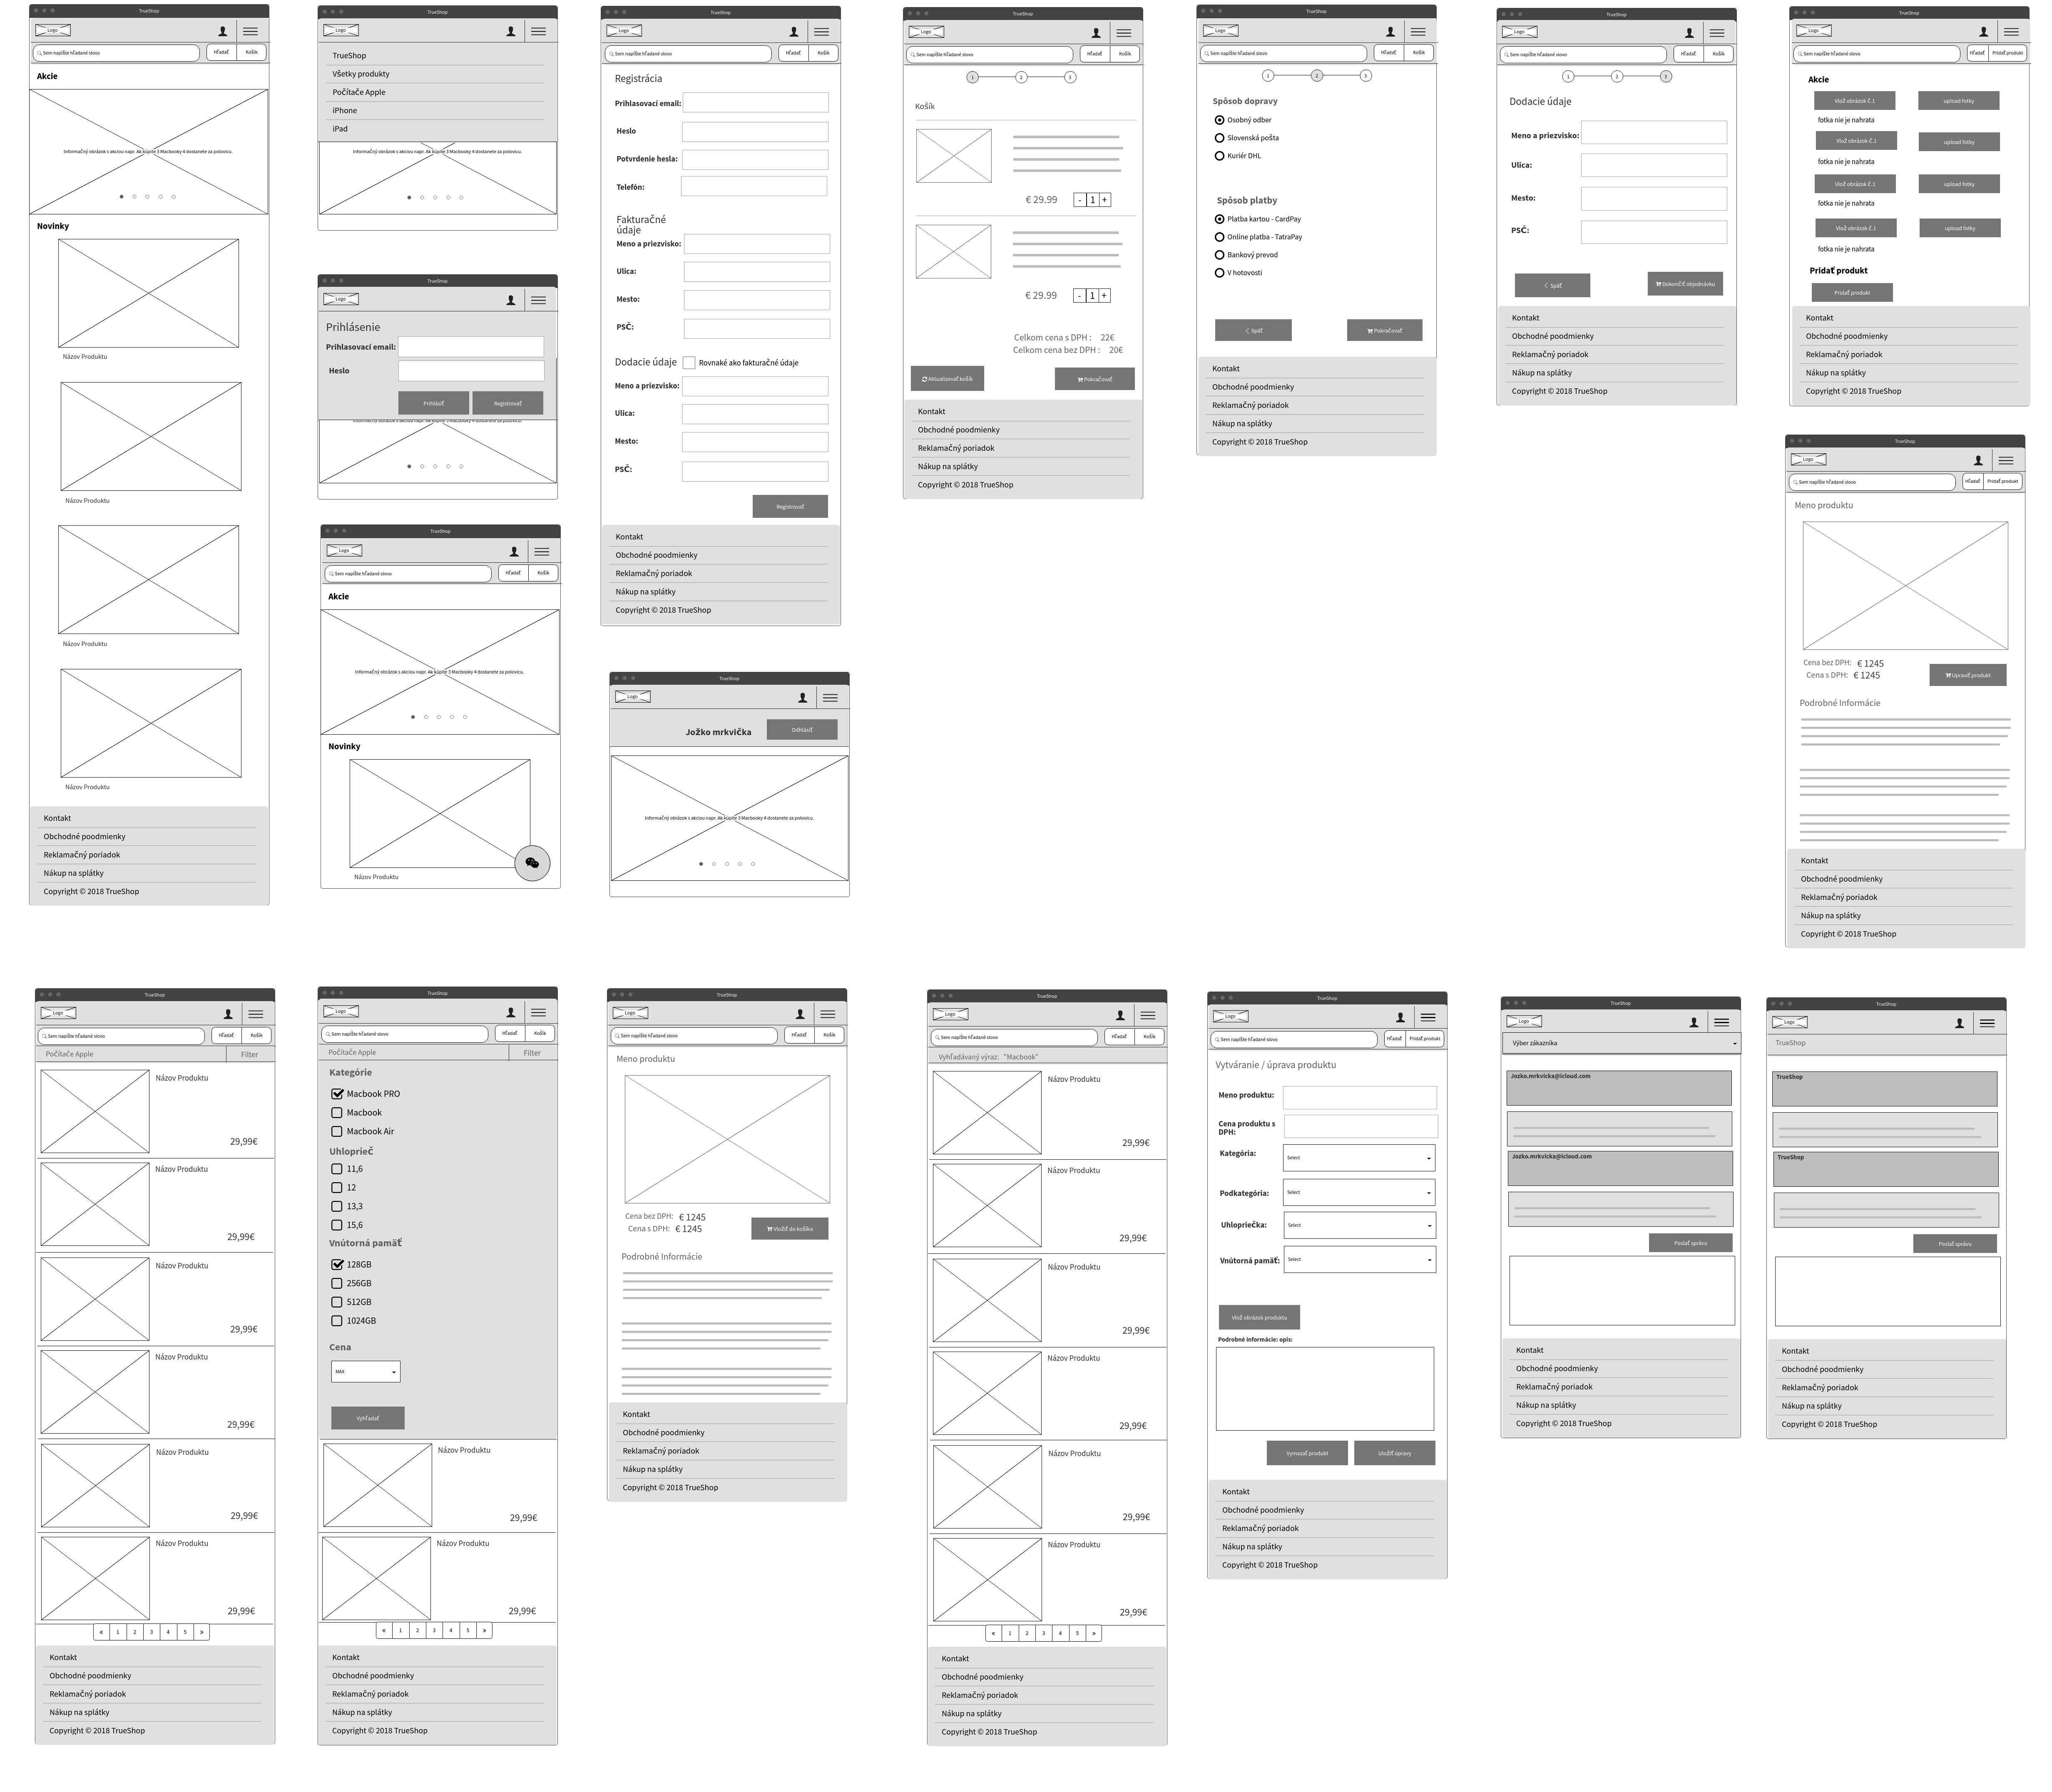 TrueShop
Logo
Sem napíšte hľadané slovo
Hľadať
Košík
Akcie
Informačný obrázok s akciou napr. Ak kúpite 3 Macbooky 4 dostanete za polovicu.
Novinky
Názov Produktu
Názov Produktu
Názov Produktu
Názov Produktu
Kontakt
Obchodné poodmienky
Reklamačný poriadok
Nákup na splátky
Copyright © 2018 TrueShop
TrueShop
Logo
TrueShop
Všetky produkty
Počítače Apple
iPhone
iPad
Informačný obrázok s akciou napr. Ak kúpite 3 Macbooky 4 dostanete za polovicu.
TrueShop
Logo
Prihlásenie
Prihlasovací email:
Heslo
Prihlásiť
Registrovať
Informačný obrázok s akciou napr. Ak kúpite 3 Macbooky 4 dostanete za polovicu.
TrueShop
Logo
Sem napíšte hľadané slovo
Hľadať
Košík
Akcie
Informačný obrázok s akciou napr. Ak kúpite 3 Macbooky 4 dostanete za polovicu.
Novinky
Názov Produktu
TrueShop
Logo
Sem napíšte hľadané slovo
Hľadať
Košík
Registrácia
Prihlasovací email:
Heslo
Potvrdenie hesla:
Telefón:
Fakturačné
údaje
Meno a priezvisko:
Ulica:
Mesto:
PSČ:
Dodacie údaje
Rovnaké ako fakturačné údaje
Meno a priezvisko:
Ulica:
Mesto:
PSČ:
Registrovať
Kontakt
Obchodné poodmienky
Reklamačný poriadok
Nákup na splátky
Copyright © 2018 TrueShop
TrueShop
Logo
Jožko mrkvička
Odhlásiť
Informačný obrázok s akciou napr. Ak kúpite 3 Macbooky 4 dostanete za polovicu.
TrueShop
Logo
Sem napíšte hľadané slovo
Hľadať
Košík
1 2 3
Košík
€ 29.99 - 1 +
€ 29.99 - 1 +
Celkom cena s DPH : 22€
Celkom cena bez DPH : 20€
Aktualizovať košík
Pokračovať
Kontakt
Obchodné poodmienky
Reklamačný poriadok
Nákup na splátky
Copyright © 2018 TrueShop
TrueShop
Logo
Sem napíšte hľadané slovo
Hľadať
Košík
1 2 3
Spôsob dopravy
Osobný odber
Slovenská pošta
Kuriér DHL
Spôsob platby
Platba kartou - CardPay
Online platba - TatraPay
Bankový prevod
V hotovosti
Späť
Pokračovať
Kontakt
Obchodné poodmienky
Reklamačný poriadok
Nákup na splátky
Copyright © 2018 TrueShop
TrueShop
Logo
Sem napíšte hľadané slovo
Hľadať
Košík
1 2 3
Dodacie údaje
Meno a priezvisko:
Ulica:
Mesto:
PSČ:
Späť
Dokončiť objednávku
Kontakt
Obchodné poodmienky
Reklamačný poriadok
Nákup na splátky
Copyright © 2018 TrueShop
TrueShop
Logo
Sem napíšte hľadané slovo
Hľadať
Pridať produkt
Akcie
Vlož obrázok č.1
upload fotky
fotka nie je nahrata
Vlož obrázok č.1
upload fotky
fotka nie je nahrata
Vlož obrázok č.1
upload fotky
fotka nie je nahrata
Vlož obrázok č.1
upload fotky
fotka nie je nahrata
Pridať produkt
Pridať produkt
Kontakt
Obchodné poodmienky
Reklamačný poriadok
Nákup na splátky
Copyright © 2018 TrueShop
TrueShop
Logo
Sem napíšte hľadané slovo
Hľadať
Pridať produkt
Meno produktu
Cena bez DPH: € 1245
Cena s DPH: € 1245
Upraviť produkt
Podrobné Informácie
Kontakt
Obchodné poodmienky
Reklamačný poriadok
Nákup na splátky
Copyright © 2018 TrueShop
TrueShop
Logo
Sem napíšte hľadané slovo
Hľadať
Košík
Počítače Apple
Filter
Názov Produktu
29,99€
Názov Produktu
29,99€
Názov Produktu
29,99€
Názov Produktu
29,99€
Názov Produktu
29,99€
Názov Produktu
29,99€
« 1 2 3 4 5 »
Kontakt
Obchodné poodmienky
Reklamačný poriadok
Nákup na splátky
Copyright © 2018 TrueShop
TrueShop
Logo
Sem napíšte hľadané slovo
Hľadať
Košík
Počítače Apple
Filter
Kategórie
Macbook PRO
Macbook
Macbook Air
Uhloprieč
11,6
12
13,3
15,6
Vnútorná pamäť
128GB
256GB
512GB
1024GB
Cena
MAX
Vyhľadať
Názov Produktu
29,99€
Názov Produktu
29,99€
« 1 2 3 4 5 »
Kontakt
Obchodné poodmienky
Reklamačný poriadok
Nákup na splátky
Copyright © 2018 TrueShop
TrueShop
Logo
Sem napíšte hľadané slovo
Hľadať
Košík
Meno produktu
Cena bez DPH: € 1245
Cena s DPH: € 1245
Vložiť do košíka
Podrobné Informácie
Kontakt
Obchodné poodmienky
Reklamačný poriadok
Nákup na splátky
Copyright © 2018 TrueShop
TrueShop
Logo
Sem napíšte hľadané slovo
Hľadať
Košík
Vyhľadávaný výraz: "Macbook"
Názov Produktu
29,99€
Názov Produktu
29,99€
Názov Produktu
29,99€
Názov Produktu
29,99€
Názov Produktu
29,99€
Názov Produktu
29,99€
« 1 2 3 4 5 »
Kontakt
Obchodné poodmienky
Reklamačný poriadok
Nákup na splátky
Copyright © 2018 TrueShop
TrueShop
Logo
Sem napíšte hľadané slovo
Hľadať
Pridať produkt
Vytváranie / úprava produktu
Meno produktu:
Cena produktu s
DPH:
Kategória:
Select
Podkategória:
Select
Uhlopriečka:
Select
Vnútorná pamäť:
Select
Vlož obrázok produktu
Podrobné informácie: opis:
Vymazať produkt
Uložiť úpravy
Kontakt
Obchodné poodmienky
Reklamačný poriadok
Nákup na splátky
Copyright © 2018 TrueShop
TrueShop
Logo
Výber zákazníka
Jozko.mrkvicka@icloud.com
Jozko.mrkvicka@icloud.com
Poslať správu
Kontakt
Obchodné poodmienky
Reklamačný poriadok
Nákup na splátky
Copyright © 2018 TrueShop
TrueShop
Logo
TrueShop
TrueShop
TrueShop
Poslať správu
Kontakt
Obchodné poodmienky
Reklamačný poriadok
Nákup na splátky
Copyright © 2018 TrueShop